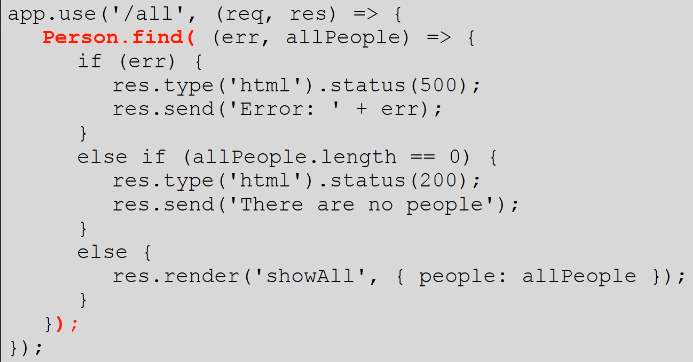 app.use('/all', (req, res) => {
   Person.find( (err, allPeople) => {
      if (err) {
         res.type('html').status(500);
         res.send('Error: ' + err);
      }
      else if (allPeople.length == 0) {
         res.type('html').status(200);
         res.send('There are no people');
      }
      else {
         res.render('showAll', { people: allPeople });
      }
   });
});